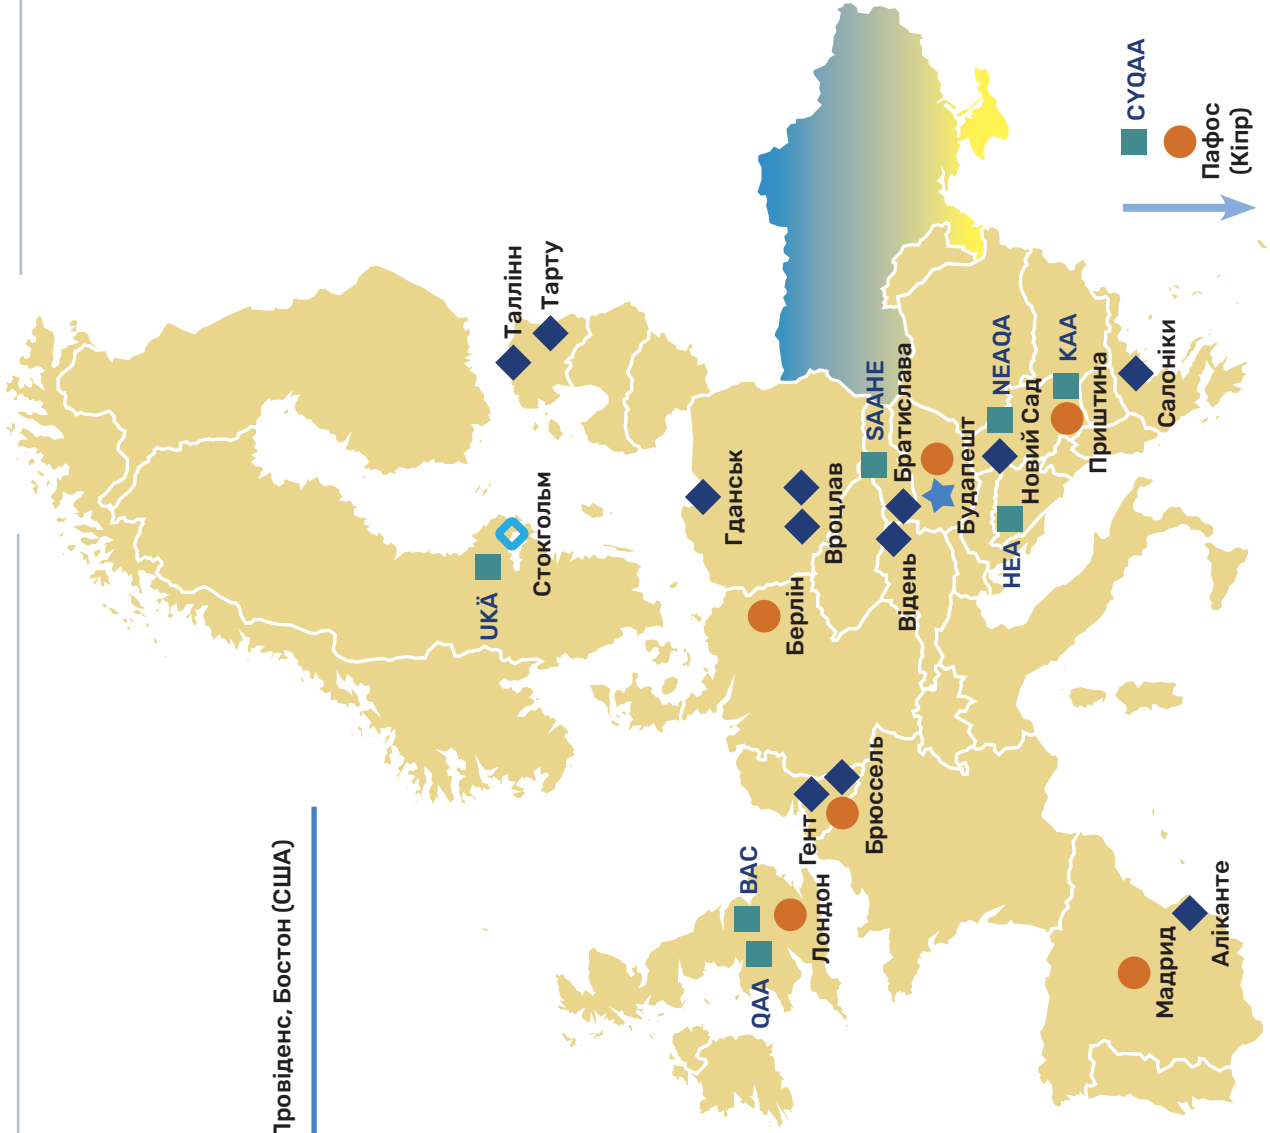 Провіденс, Бостон (США)
UKÄ
Стокгольм
Таллінн
Тарту
Гданськ
QAA
BAC
Лондон
Гент
Берлін
Вроцлав
Брюссель
SAAHE
Братислава
Відень
Будапешт
NEAQA
Новий Сад
HEA
KAA
Приштина
CYQAA
Пафос
(Кіпр)
Салоніки
Мадрид
Аліканте